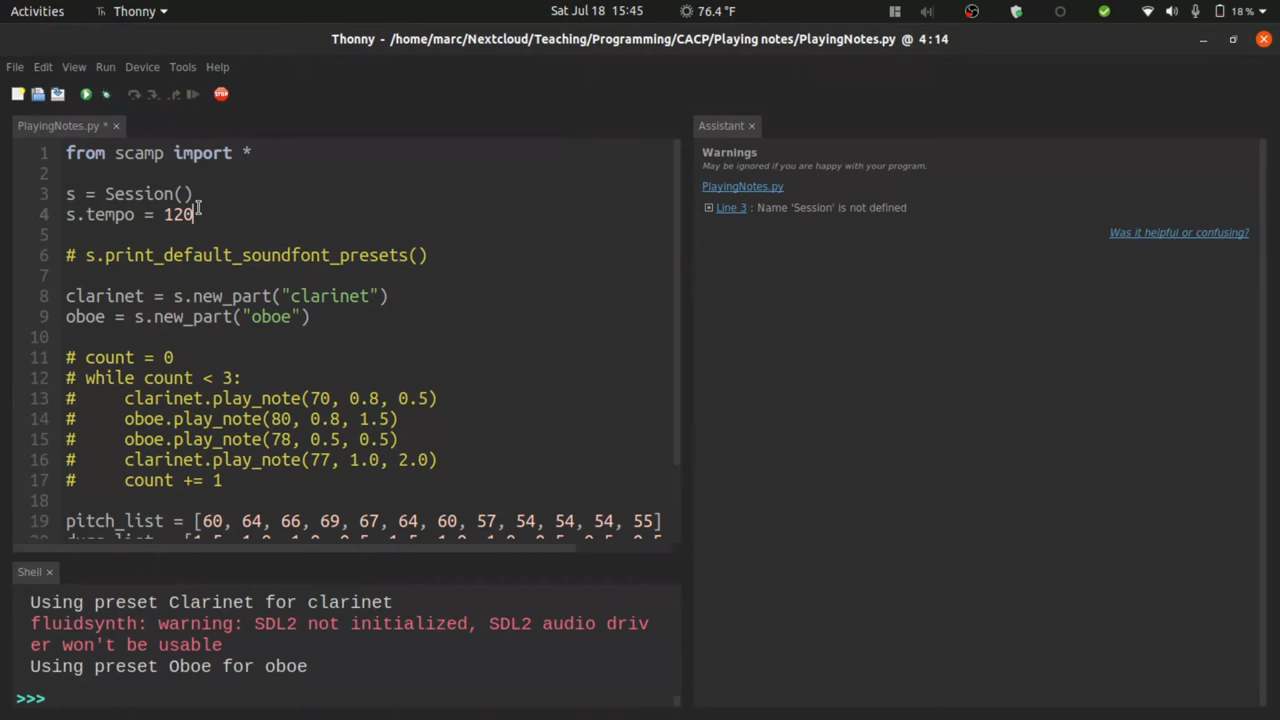 Activities
Thonny
Sat Jul 18 15:45
76.4 °F
18 %
Thonny - /home/marc/Nextcloud/Teaching/Programming/CACP/Playing notes/PlayingNotes.py @ 4:14
File Edit View Run Device Tools Help
STOP
PlayingNotes.py *
1 from scamp import *
2
3 s = Session()
4 s.tempo = 120
5
6 # s.print_default_soundfont_presets()
7
8 clarinet = s.new_part("clarinet")
9 oboe = s.new_part("oboe")
10
11 # count = 0
12 # while count < 3:
13 #     clarinet.play_note(70, 0.8, 0.5)
14 #     oboe.play_note(80, 0.8, 1.5)
15 #     oboe.play_note(78, 0.5, 0.5)
16 #     clarinet.play_note(77, 1.0, 2.0)
17 #     count += 1
18
19 pitch_list = [60, 64, 66, 69, 67, 64, 60, 57, 54, 54, 54, 55]
Assistant
Warnings
May be ignored if you are happy with your program.
PlayingNotes.py
Line 3 : Name 'Session' is not defined
Was it helpful or confusing?
Shell
Using preset Clarinet for clarinet
fluidsynth: warning: SDL2 not initialized, SDL2 audio driv
er won't be usable
Using preset Oboe for oboe
>>>